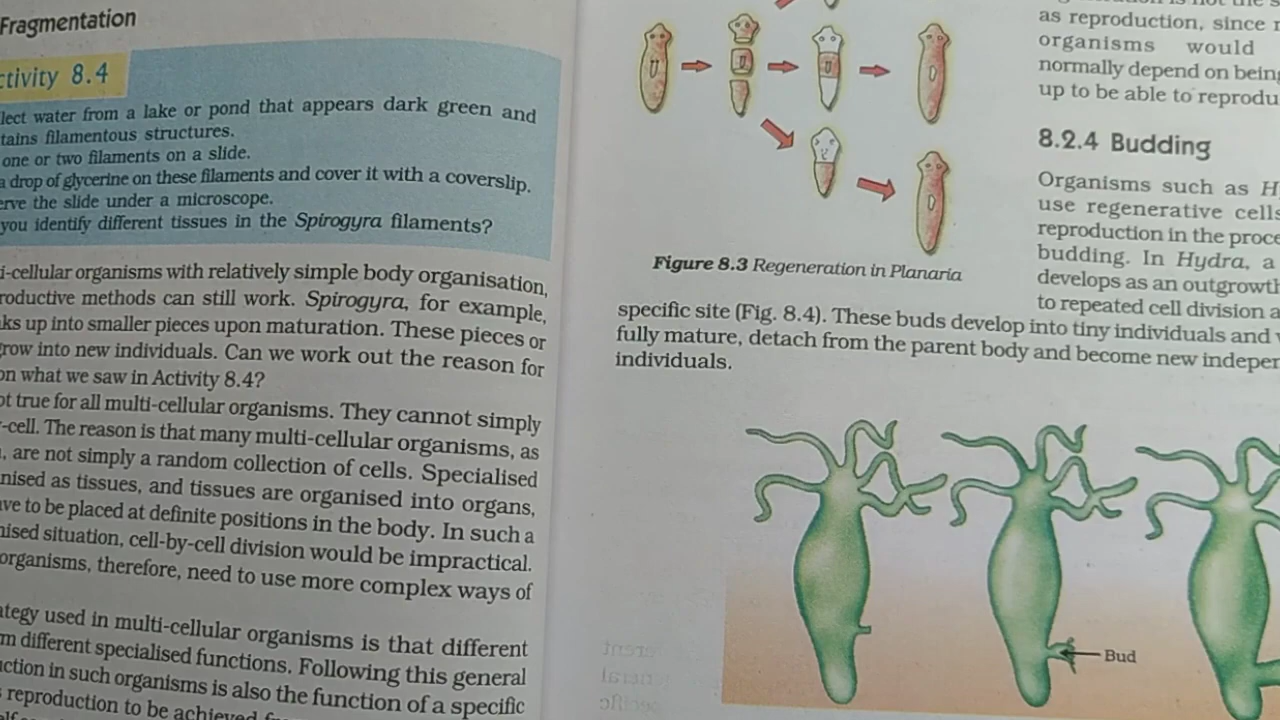 Fragmentation
ctivity 8.4
lect water from a lake or pond that appears dark green and
tains filamentous structures.
one or two filaments on a slide.
a drop of glycerine on these filaments and cover it with a coverslip.
erve the slide under a microscope.
you identify different tissues in the Spirogyra filaments?
i-cellular organisms with relatively simple body organisation,
roductive methods can still work. Spirogyra, for example,
ks up into smaller pieces upon maturation. These pieces or
grow into new individuals. Can we work out the reason for
on what we saw in Activity 8.4?
ot true for all multi-cellular organisms. They cannot simply
-cell. The reason is that many multi-cellular organisms, as
, are not simply a random collection of cells. Specialised
nised as tissues, and tissues are organised into organs,
ve to be placed at definite positions in the body. In such a
nised situation, cell-by-cell division would be impractical.
organisms, therefore, need to use more complex ways of
ategy used in multi-cellular organisms is that different
m different specialised functions. Following this general
ction in such organisms is also the function of a specific
reproduction to be achieved
Figure 8.3 Regeneration in Planaria
as reproduction, since
organisms would
normally depend on being
up to be able to reprodu
8.2.4 Budding
Organisms such as H
use regenerative cells
reproduction in the proce
budding. In Hydra, a
develops as an outgrowth
to repeated cell division a
specific site (Fig. 8.4). These buds develop into tiny individuals and
fully mature, detach from the parent body and become new indepen
individuals.
Bud